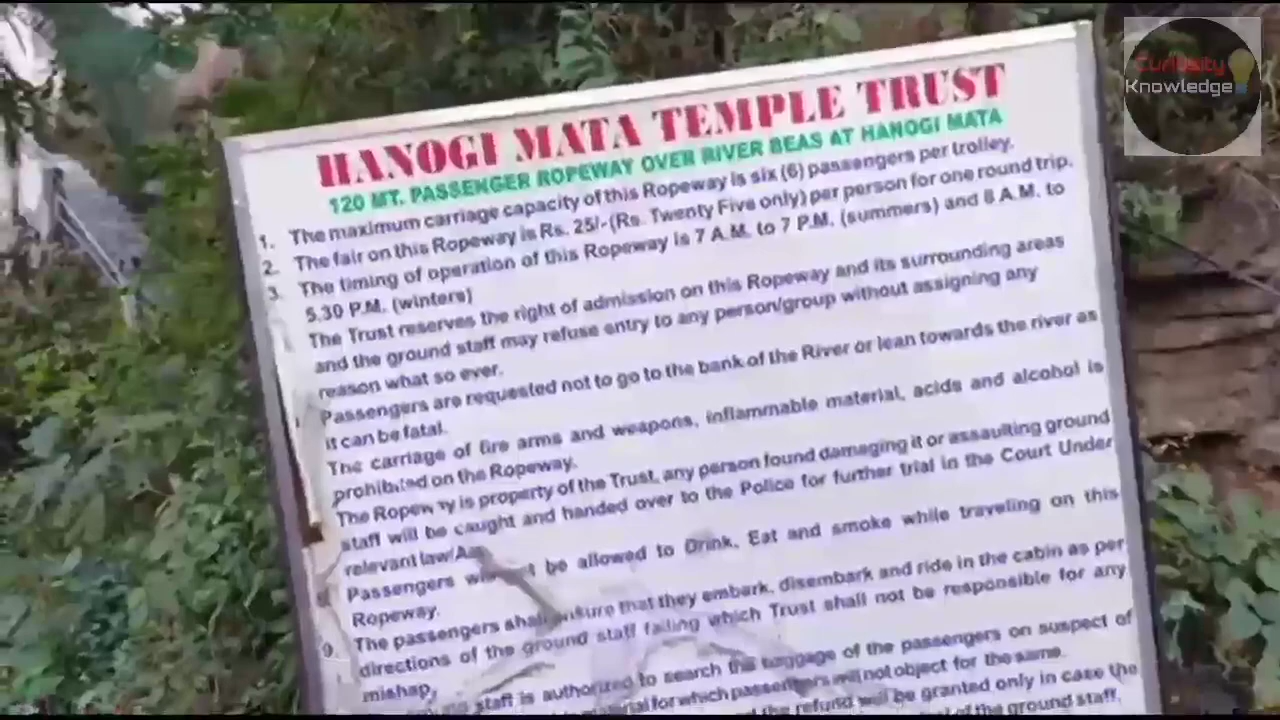 Curiosity
Knowledge
HANOGI MATA TEMPLE TRUST
120 MT. PASSENGER ROPEWAY OVER RIVER BEAS AT HANOGI MATA
1. The maximum carriage capacity of this Ropeway is six (6) passengers per trolley.
2. The fair on this Ropeway is Rs. 25/-(Rs. Twenty Five only) per person for one round trip.
3. The timing of operation of this Ropeway is 7 A.M. to 7 P.M. (summers) and 8 A.M. to
5.30 P.M. (winters)
The Trust reserves the right of admission on this Ropeway and its surrounding areas
and the ground staff may refuse entry to any person/group without assigning any
reason what so ever.
Passengers are requested not to go to the bank of the River or lean towards the river as
it can be fatal.
The carriage of fire arms and weapons, inflammable material, acids and alcohol is
prohibited on the Ropeway.
The Ropeway is property of the Trust, any person found damaging it or assaulting ground
staff will be caught and handed over to the Police for further trial in the Court Under
relevant law/
Passengers be allowed to Drink, Eat and smoke while traveling on this
Ropeway.
9. The passengers shall ensure that they embark, disembark and ride in the cabin as per
directions of the ground staff failing which Trust shall not be responsible for any
mishap.
staff is authorized to search the luggage of the passengers on suspect of
material for which passengers will not object for the same.
the refund will be granted only in case the
of the ground staff.